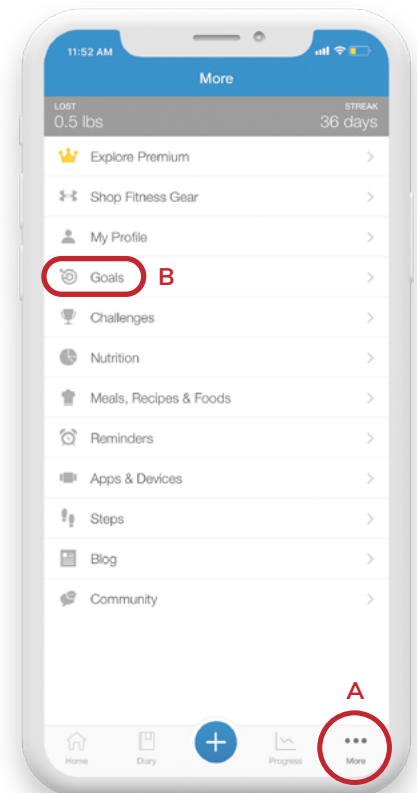 11:52 AM
More
LOST
STREAK
0.5 lbs
36 days
Explore Premium
Shop Fitness Gear
My Profile
Goals
B
Challenges
Nutrition
Meals, Recipes & Foods
Reminders
Apps & Devices
Steps
Blog
Community
A
Home
Diary
Progress
More